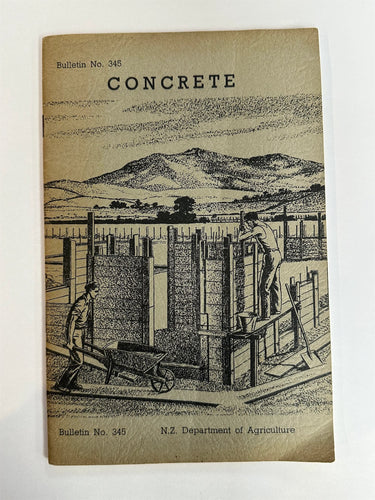 Bulletin No. 345
CONCRETE
Bulletin No. 345 N.Z. Department of Agriculture